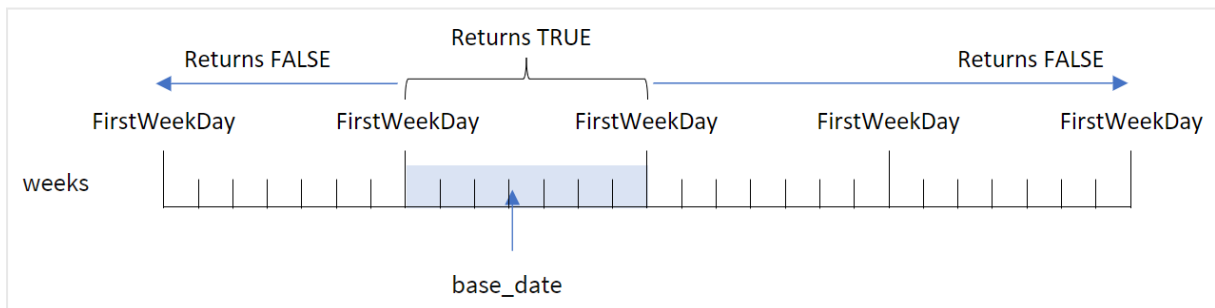 Returns TRUE
Returns FALSE
Returns FALSE
FirstWeekDay FirstWeekDay FirstWeekDay FirstWeekDay FirstWeekDay
weeks
base_date